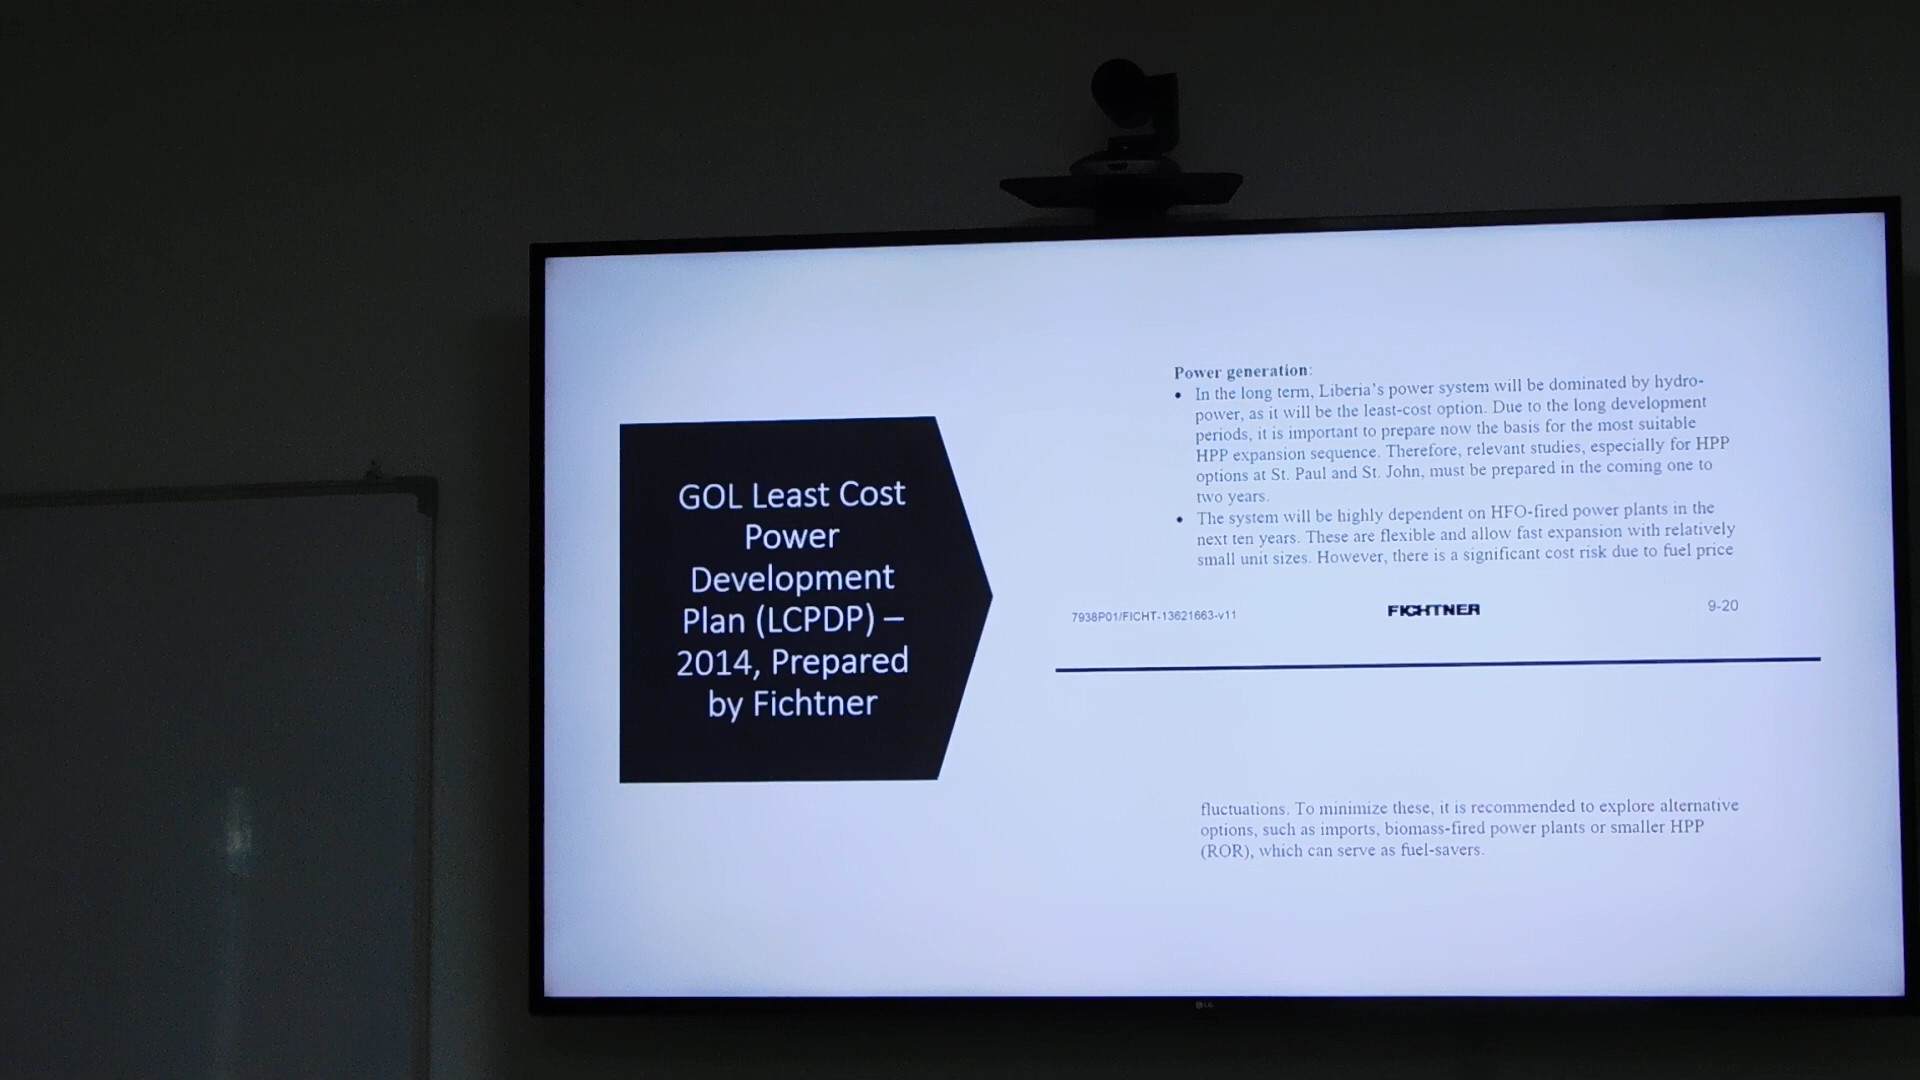 GOL Least Cost
Power
Development
Plan (LCPDP) –
2014, Prepared
by Fichtner
Power generation:
• In the long term, Liberia's power system will be dominated by hydro-
power, as it will be the least-cost option. Due to the long development
periods, it is important to prepare now the basis for the most suitable
HPP expansion sequence. Therefore, relevant studies, especially for HPP
options at St. Paul and St. John, must be prepared in the coming one to
two years.
• The system will be highly dependent on HFO-fired power plants in the
next ten years. These are flexible and allow fast expansion with relatively
small unit sizes. However, there is a significant cost risk due to fuel price
7938P01/FICHT-13621663-v11
FICHTNER
9-20
fluctuations. To minimize these, it is recommended to explore alternative
options, such as imports, biomass-fired power plants or smaller HPP
(ROR), which can serve as fuel-savers.
LG